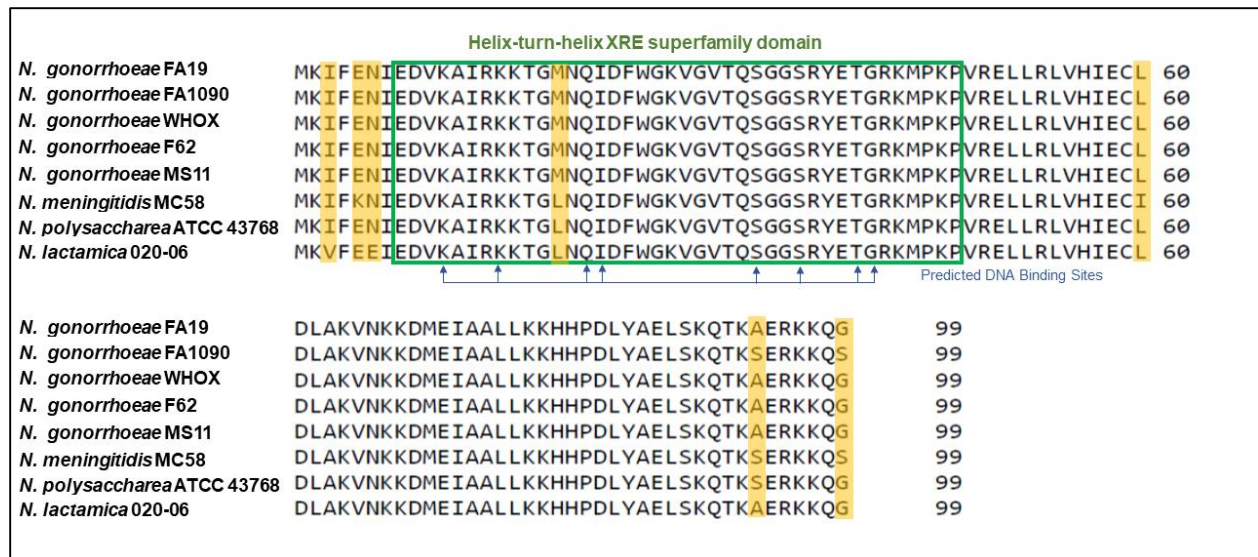 Helix-turn-helix XRE superfamily domain
N. gonorrhoeae FA19 MKIFENIEDVKAIRKKTGMNQIDFWGKVGVTQSGGSRYETGRKMPKPVRELLRLVHIECL 60
N. gonorrhoeae FA1090 MKIFENIEDVKAIRKKTGMNQIDFWGKVGVTQSGGSRYETGRKMPKPVRELLRLVHIECL 60
N. gonorrhoeae WHOX MKIFENIEDVKAIRKKTGMNQIDFWGKVGVTQSGGSRYETGRKMPKPVRELLRLVHIECL 60
N. gonorrhoeae F62 MKIFENIEDVKAIRKKTGMNQIDFWGKVGVTQSGGSRYETGRKMPKPVRELLRLVHIECL 60
N. gonorrhoeae MS11 MKIFENIEDVKAIRKKTGMNQIDFWGKVGVTQSGGSRYETGRKMPKPVRELLRLVHIECL 60
N. meningitidis MC58 MKIFKNIEDVKAIRKKTGLNQIDFWGKVGVTQSGGSRYETGRKMPKPVRELLRLVHIECI 60
N. polysaccharea ATCC 43768 MKIFENIEDVKAIRKKTGLNQIDFWGKVGVTQSGGSRYETGRKMPKPVRELLRLVHIECL 60
N. lactamica 020-06 MKVFEEIEDVKAIRKKTGLNQIDFWGKVGVTQSGGSRYETGRKMPKPVRELLRLVHIECL 60
Predicted DNA Binding Sites
N. gonorrhoeae FA19 DLAKVNKKDMEIAALLKKHHPDLYAELSKQTKAERKKQG 99
N. gonorrhoeae FA1090 DLAKVNKKDMEIAALLKKHHPDLYAELSKQTKSERKKQS 99
N. gonorrhoeae WHOX DLAKVNKKDMEIAALLKKHHPDLYAELSKQTKAERKKQG 99
N. gonorrhoeae F62 DLAKVNKKDMEIAALLKKHHPDLYAELSKQTKAERKKQG 99
N. gonorrhoeae MS11 DLAKVNKKDMEIAALLKKHHPDLYAELSKQTKAERKKQG 99
N. meningitidis MC58 DLAKVNKKDMEIAALLKKHHPDLYAELSKQTKSERKKQS 99
N. polysaccharea ATCC 43768 DLAKVNKKDMEIAALLKKHHPDLYAELSKQTKSERKKQG 99
N. lactamica 020-06 DLAKVNKKDMEIAALLKKHHPDLYAELSKQTKAERKKQG 99